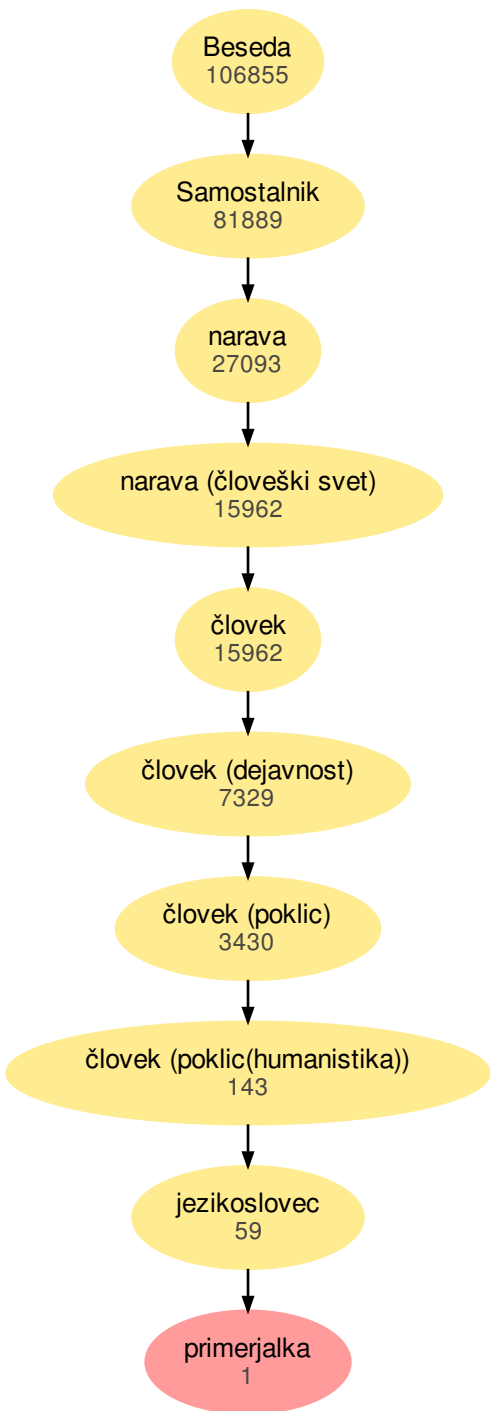 Beseda
106855
Samostalnik
81889
narava
27093
narava (človeški svet)
15962
človek
15962
človek (dejavnost)
7329
človek (poklic)
3430
človek (poklic(humanistika))
143
jezikoslovec
59
primerjalka
1